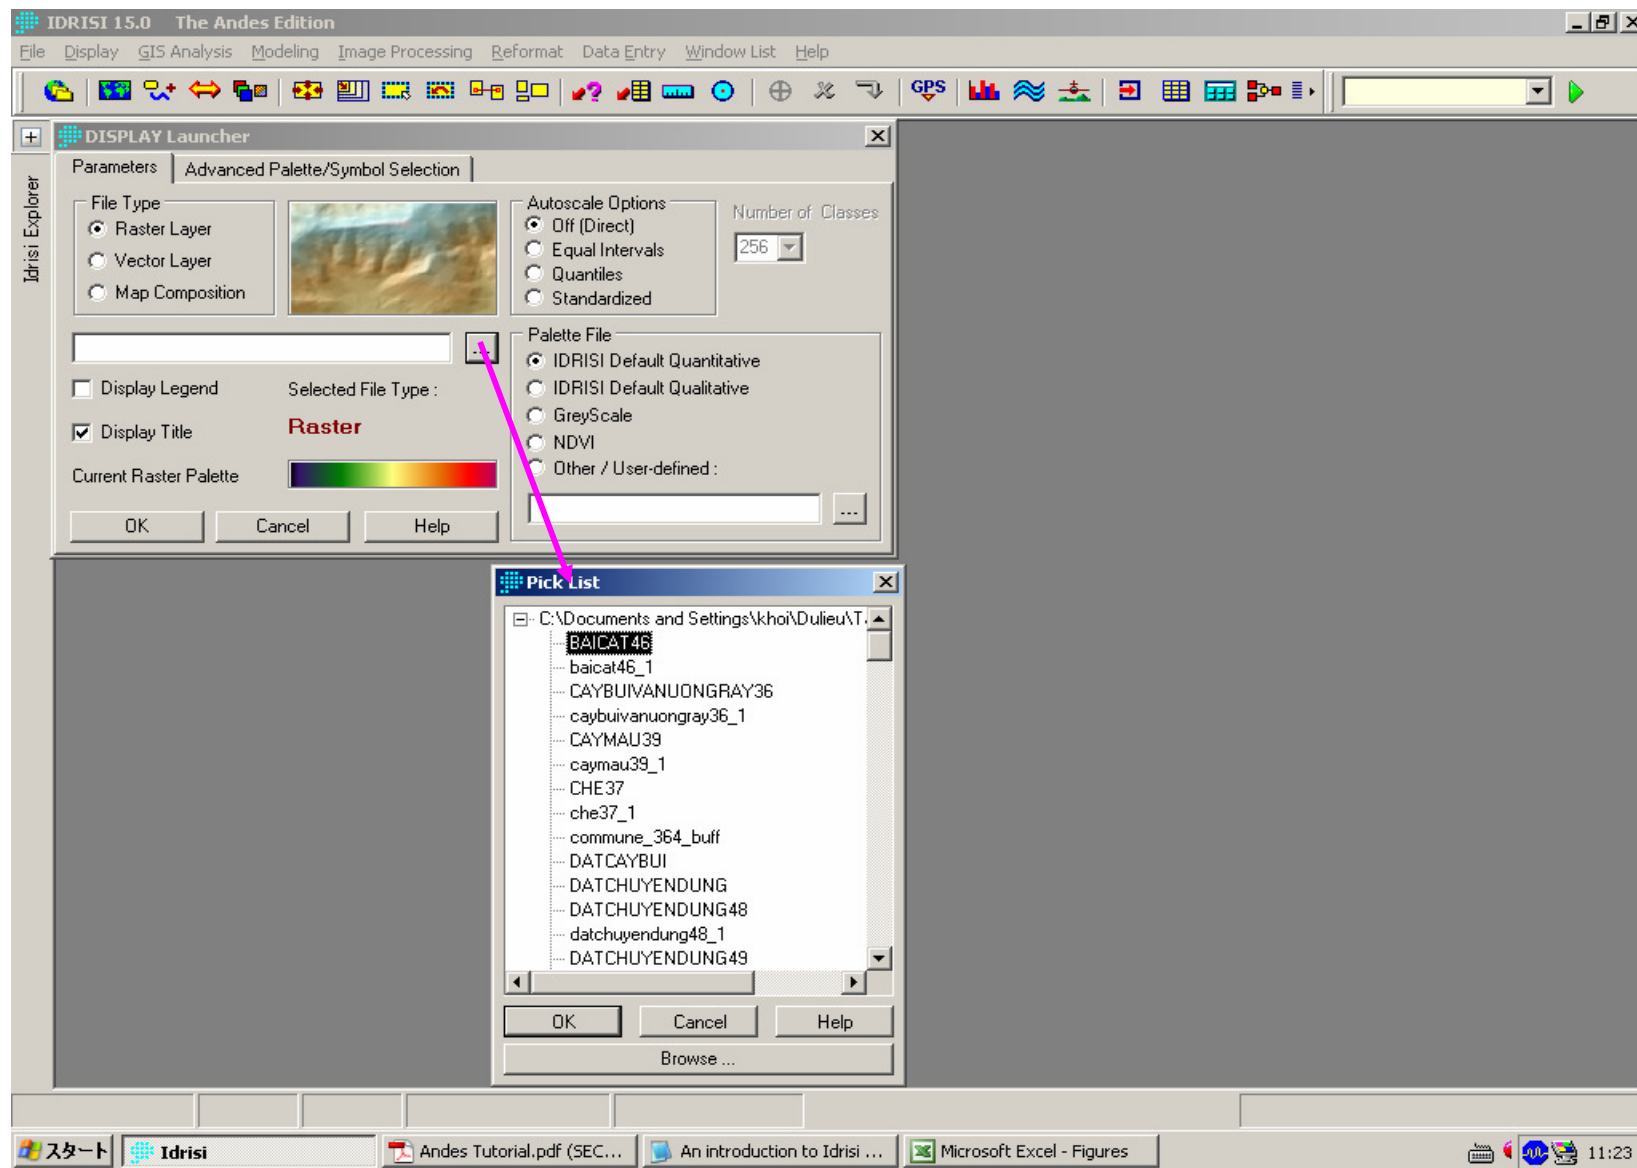 IDRISI 15.0 The Andes Edition
File Display GIS Analysis Modeling Image Processing Reformat Data Entry Window List Help
GPS
Idrisi Explorer
DISPLAY Launcher
Parameters Advanced Palette/Symbol Selection
File Type
Raster Layer
Vector Layer
Map Composition
Autoscale Options
Off (Direct)
Equal Intervals
Quantiles
Standardized
Number of Classes
256
...
Display Legend
Selected File Type :
Display Title
Raster
Current Raster Palette
OK Cancel Help
Palette File
IDRISI Default Quantitative
IDRISI Default Qualitative
GreyScale
NDVI
Other / User-defined :
...
Pick List
C:\Documents and Settings\khoi\Dulieu\T
BAICAT46
baicat46_1
CAYBUIVANUONGRAY36
caybuivanuongray36_1
CAYMAU39
caymau39_1
CHE37
che37_1
commune_364_buff
DATCAYBUI
DATCHUYENDUNG
DATCHUYENDUNG48
datchuyendung48_1
DATCHUYENDUNG49
OK Cancel Help
Browse ...
スタート Idrisi Andes Tutorial.pdf (SEC... An introduction to Idrisi ... Microsoft Excel - Figures 11:23